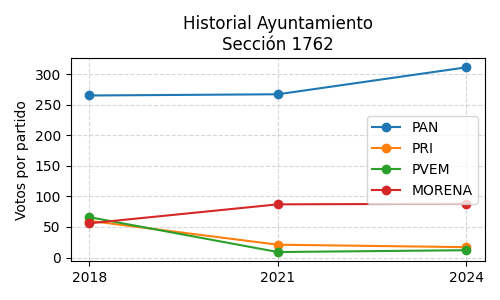 Historial Ayuntamiento
Sección 1762
Votos por partido
300
250
200
150
100
50
0
2018
2021
2024
PAN
PRI
PVEM
MORENA